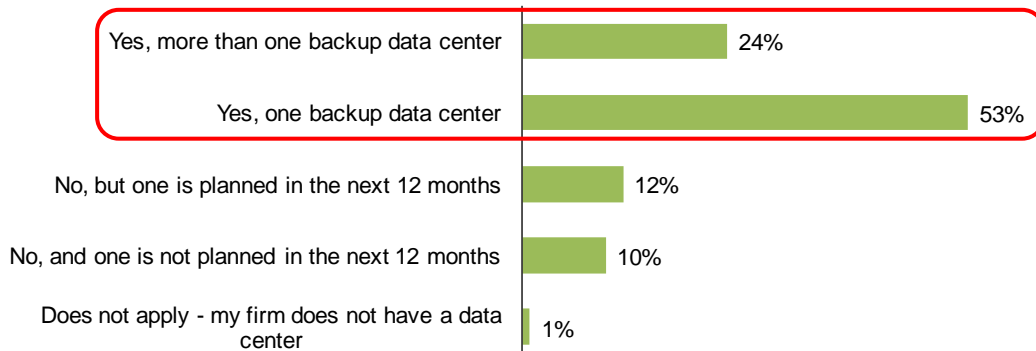 Yes, more than one backup data center 24%
Yes, one backup data center 53%
No, but one is planned in the next 12 months 12%
No, and one is not planned in the next 12 months 10%
Does not apply - my firm does not have a data
center 1%